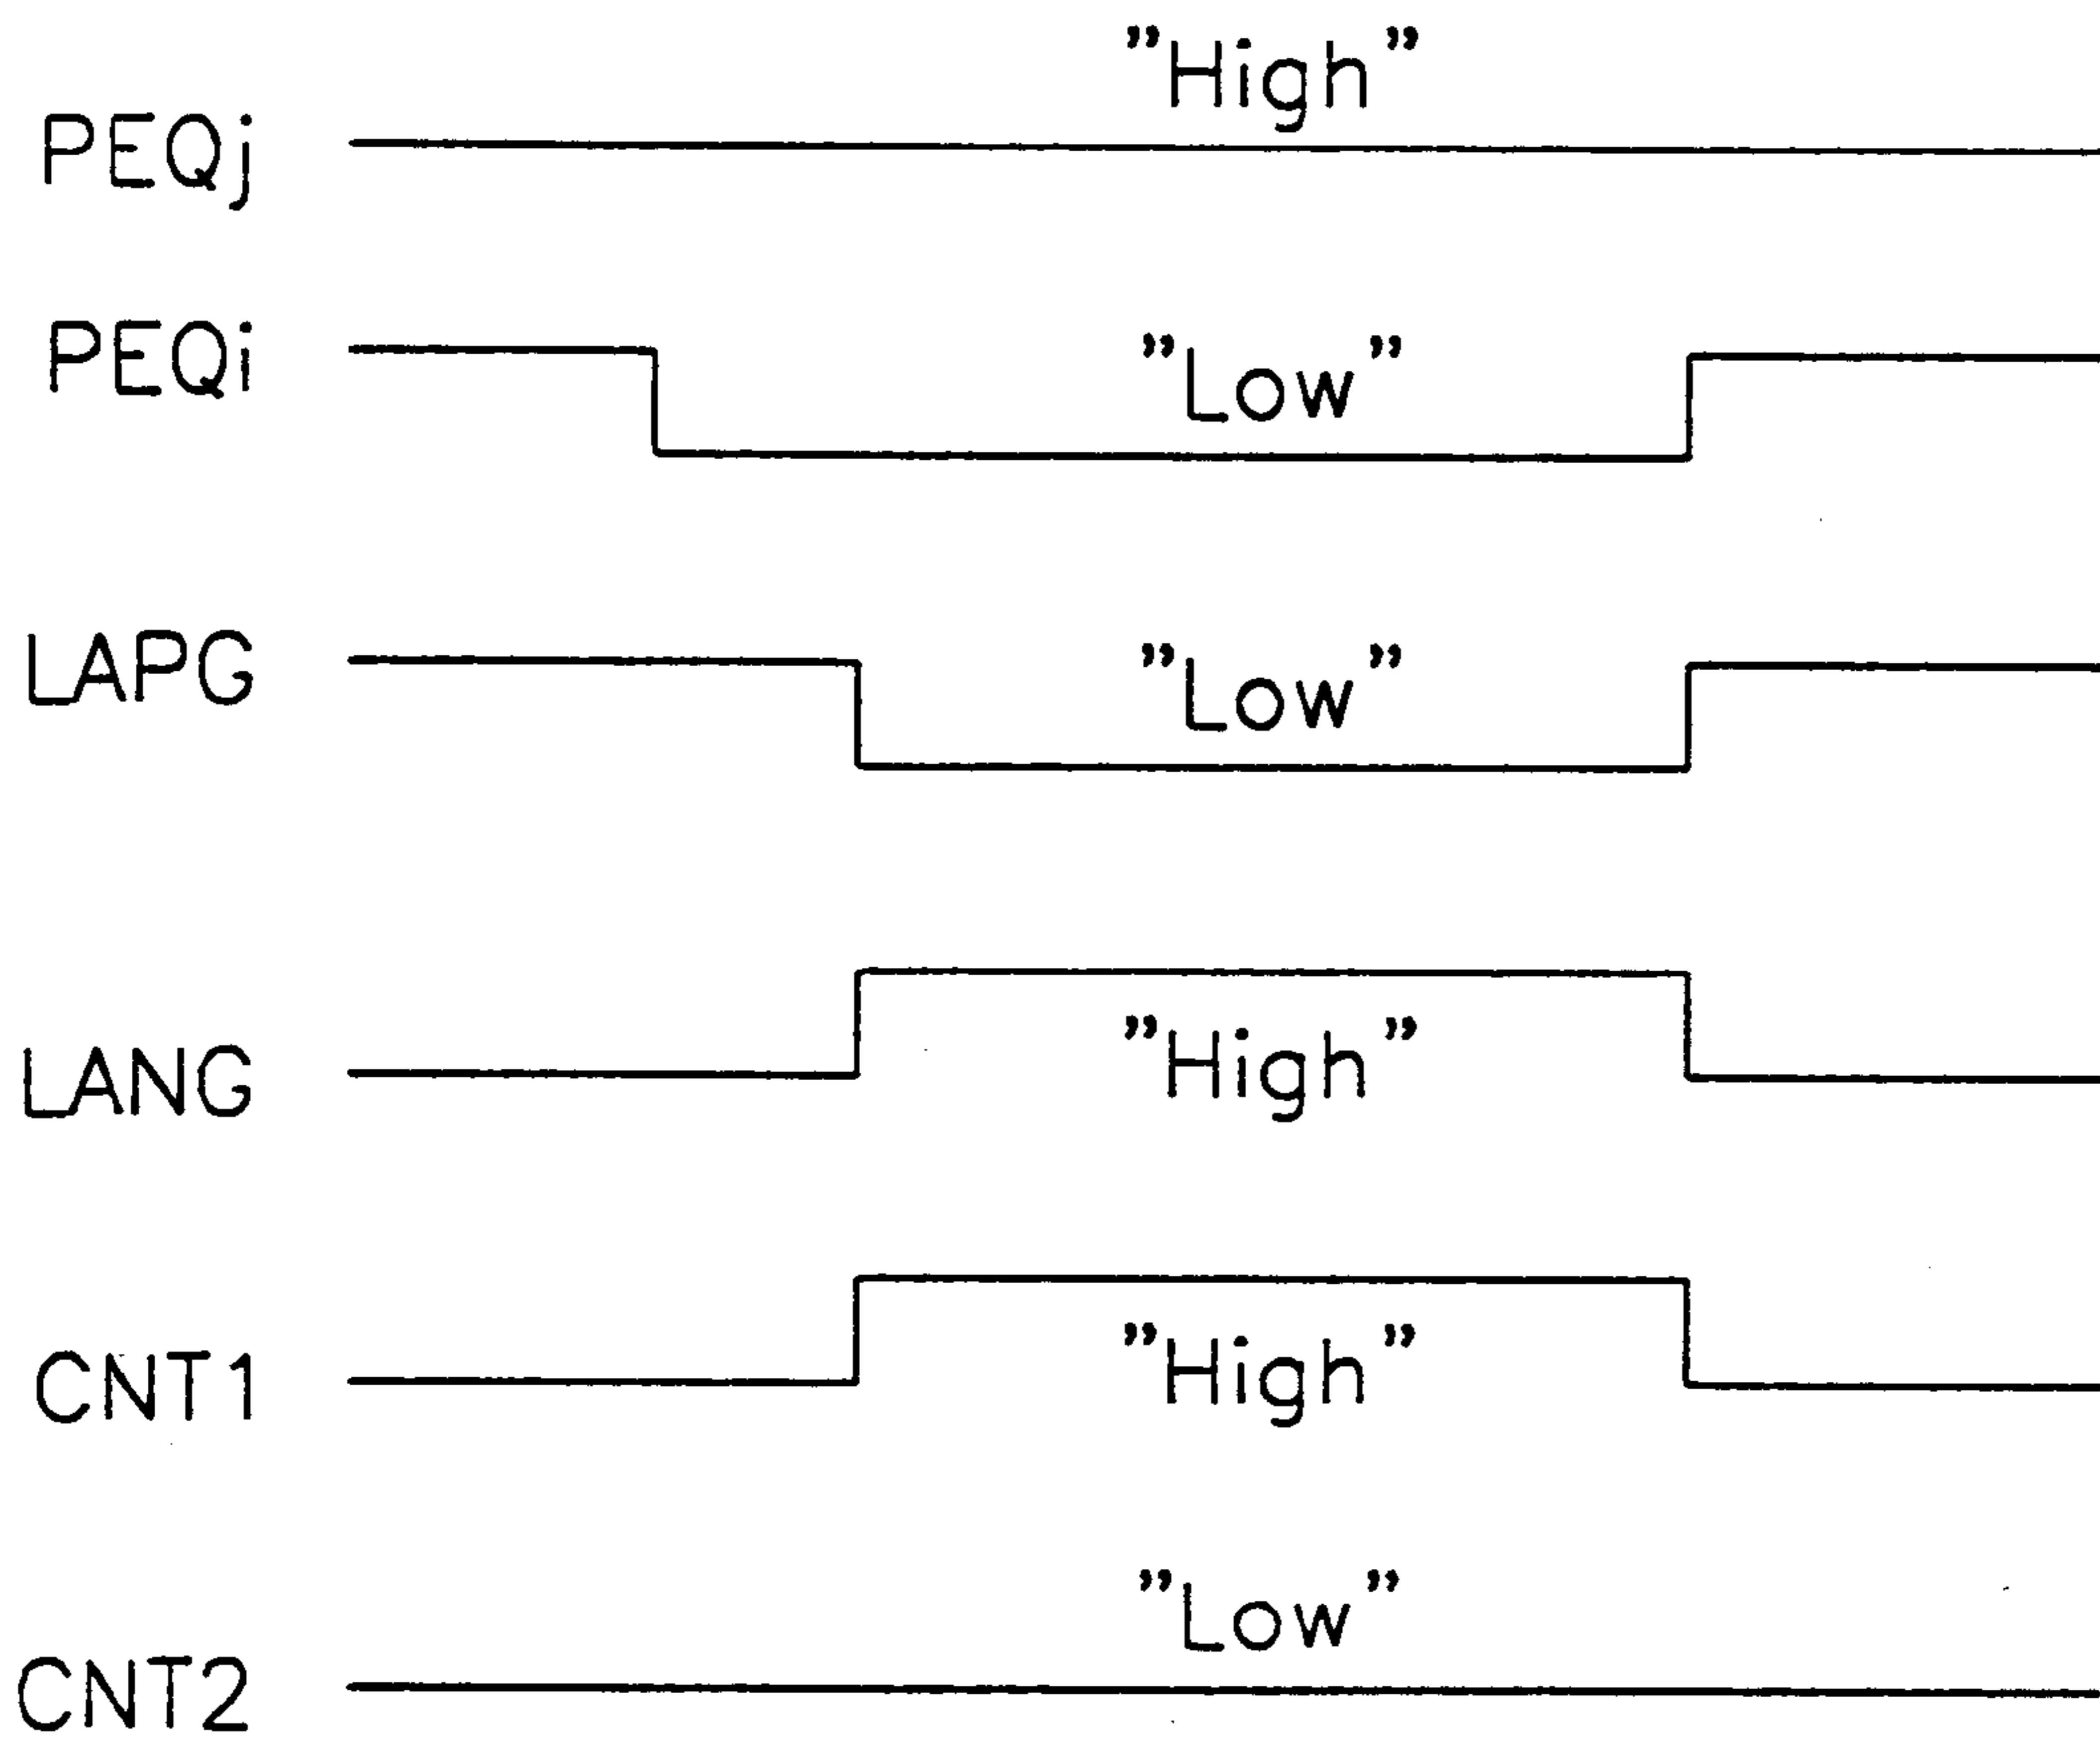 ”High”
PEQj
PEQi ”Low”
LAPG ”Low”
LANG ”High”
CNT1 ”High”
”Low”
CNT2